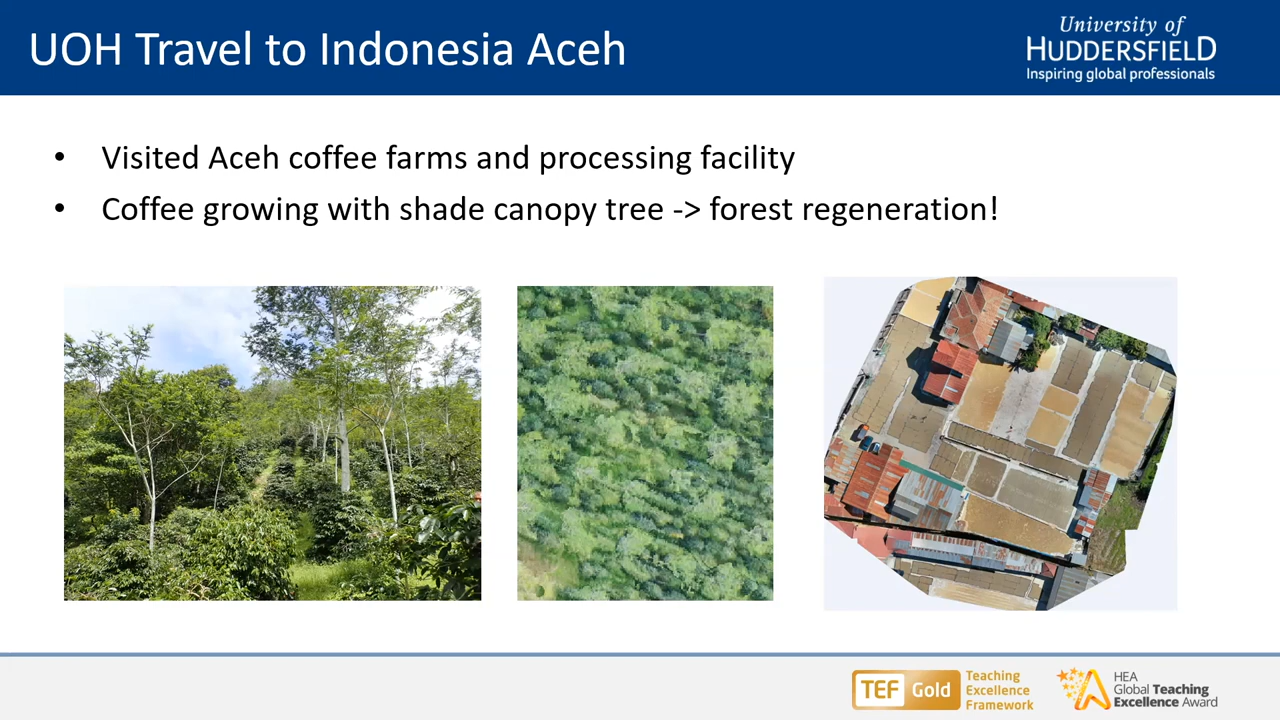 UOH Travel to Indonesia Aceh
University of
HUDDERSFIELD
Inspiring global professionals
• Visited Aceh coffee farms and processing facility
• Coffee growing with shade canopy tree -> forest regeneration!
TEF Gold
Teaching
Excellence
Framework
HEA
Global Teaching
Excellence Award